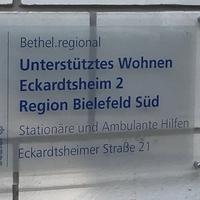 Bethel.regional
Unterstütztes Wohnen
Eckardtsheim 2
Region Bielefeld Süd
Stationäre und Ambulante Hilfen
Eckardtsheimer Straße 21